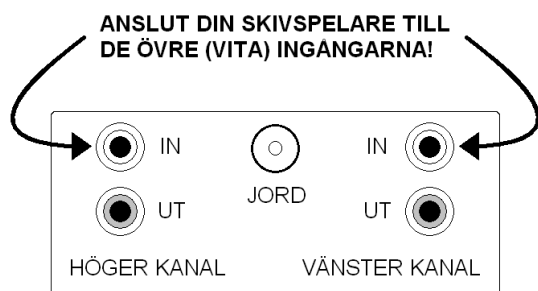 ANSLUT DIN SKIVSPELARE TILL
DE ÖVRE (VITA) INGÅNGARNA!
IN
IN
JORD
UT
UT
HÖGER KANAL
VÄNSTER KANAL